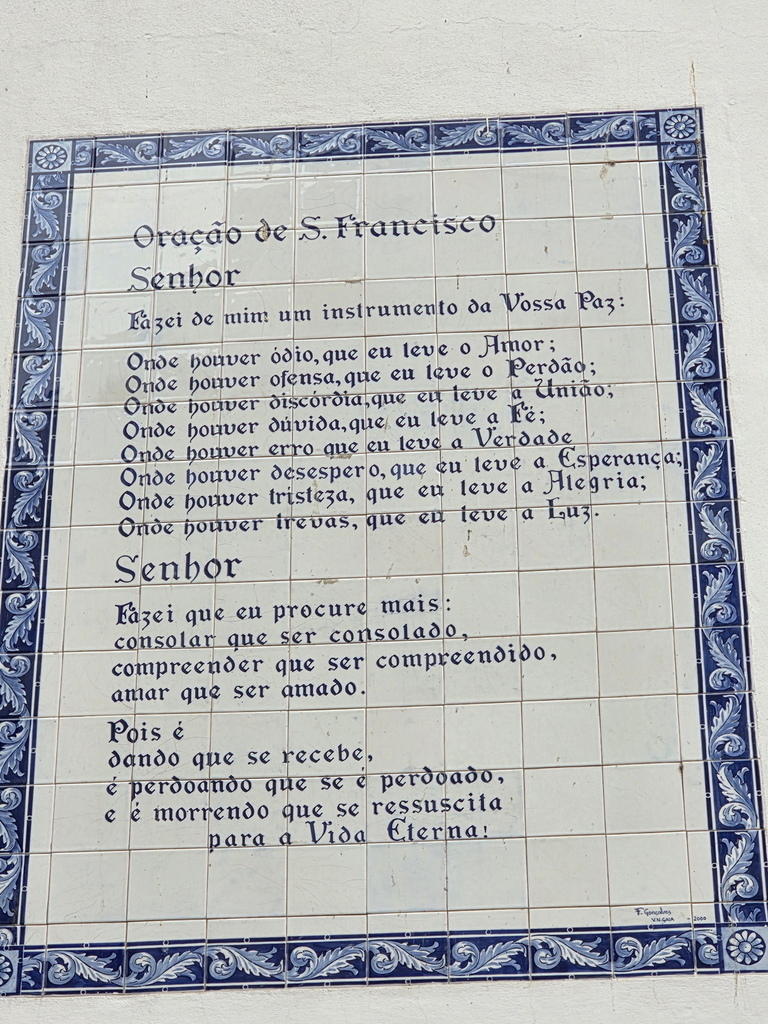 Oração de S. Francisco
Senhor
Fazei de mim um instrumento da Vossa Paz:
Onde houver ódio, que eu leve o Amor;
Onde houver ofensa, que eu leve o Perdão;
Onde houver discórdia, que eu leve a União;
Onde houver dúvida, que eu leve a Fé;
Onde houver erro que eu leve a Verdade
Onde houver desespero, que eu leve a Esperança;
Onde houver tristeza, que eu leve a Alegria;
Onde houver trevas, que eu leve a Luz.
Senhor
Fazei que eu procure mais:
consolar que ser consolado,
compreender que ser compreendido,
amar que ser amado.
Pois é
dando que se recebe,
é perdoando que se é perdoado,
e é morrendo que se ressuscita
para a Vida Eterna!
F. Gonçalves
V.N. GAIA - 2000